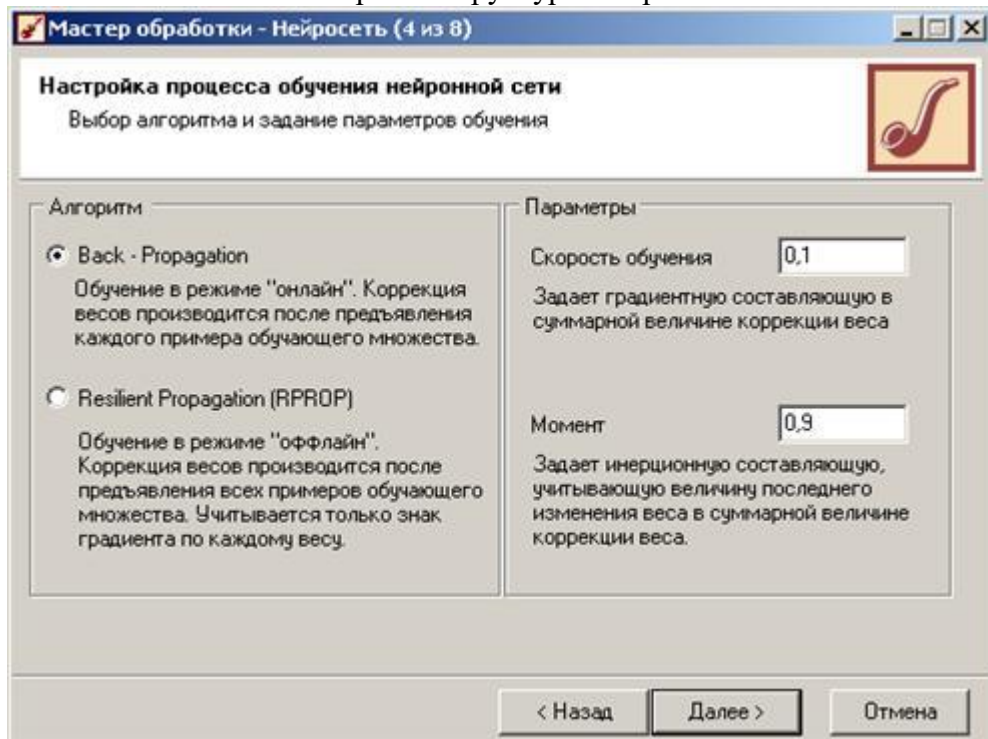 Мастер обработки - Нейросеть (4 из 8)
Настройка процесса обучения нейронной сети
Выбор алгоритма и задание параметров обучения
Алгоритм
Back - Propagation
Обучение в режиме "онлайн". Коррекция
весов производится после предъявления
каждого примера обучающего множества.
Resilient Propagation (RPROP)
Обучение в режиме "оффлайн".
Коррекция весов производится после
предъявления всех примеров обучающего
множества. Учитывается только знак
градиента по каждому весу.
Параметры
Скорость обучения 0,1
Задает градиентную составляющую в
суммарной величине коррекции веса
Момент 0,9
Задает инерционную составляющую,
учитывающую величину последнего
изменения веса в суммарной величине
коррекции веса.
< Назад Далее > Отмена